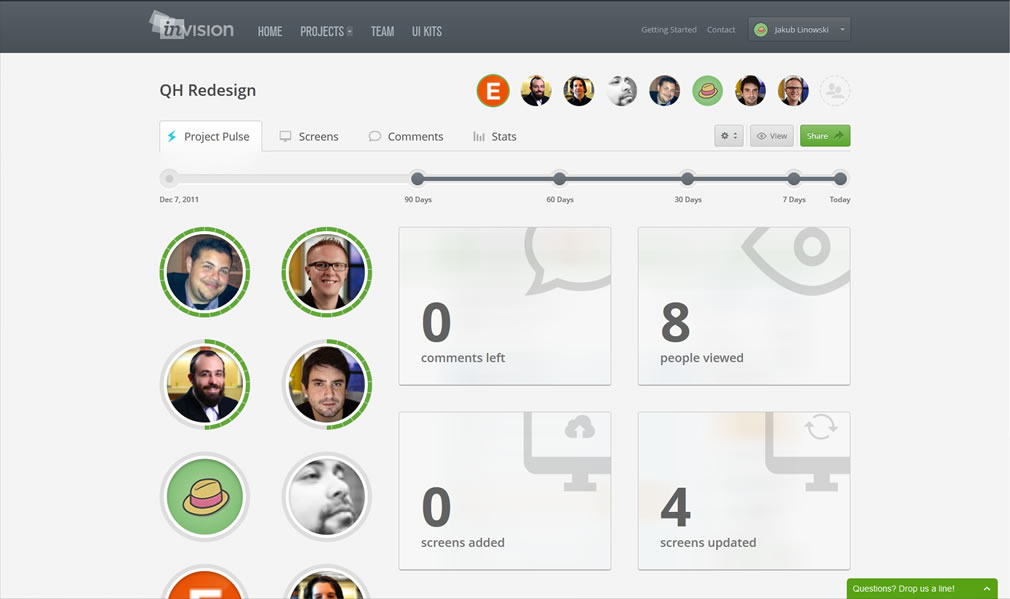 invision HOME PROJECTS TEAM UI KITS Getting Started Contact Jakub Linowski
QH Redesign E
Project Pulse Screens Comments Stats View Share
Dec 7, 2011 90 Days 60 Days 30 Days 7 Days Today
0 8
comments left people viewed
0 4
screens added screens updated
E
Questions? Drop us a line!